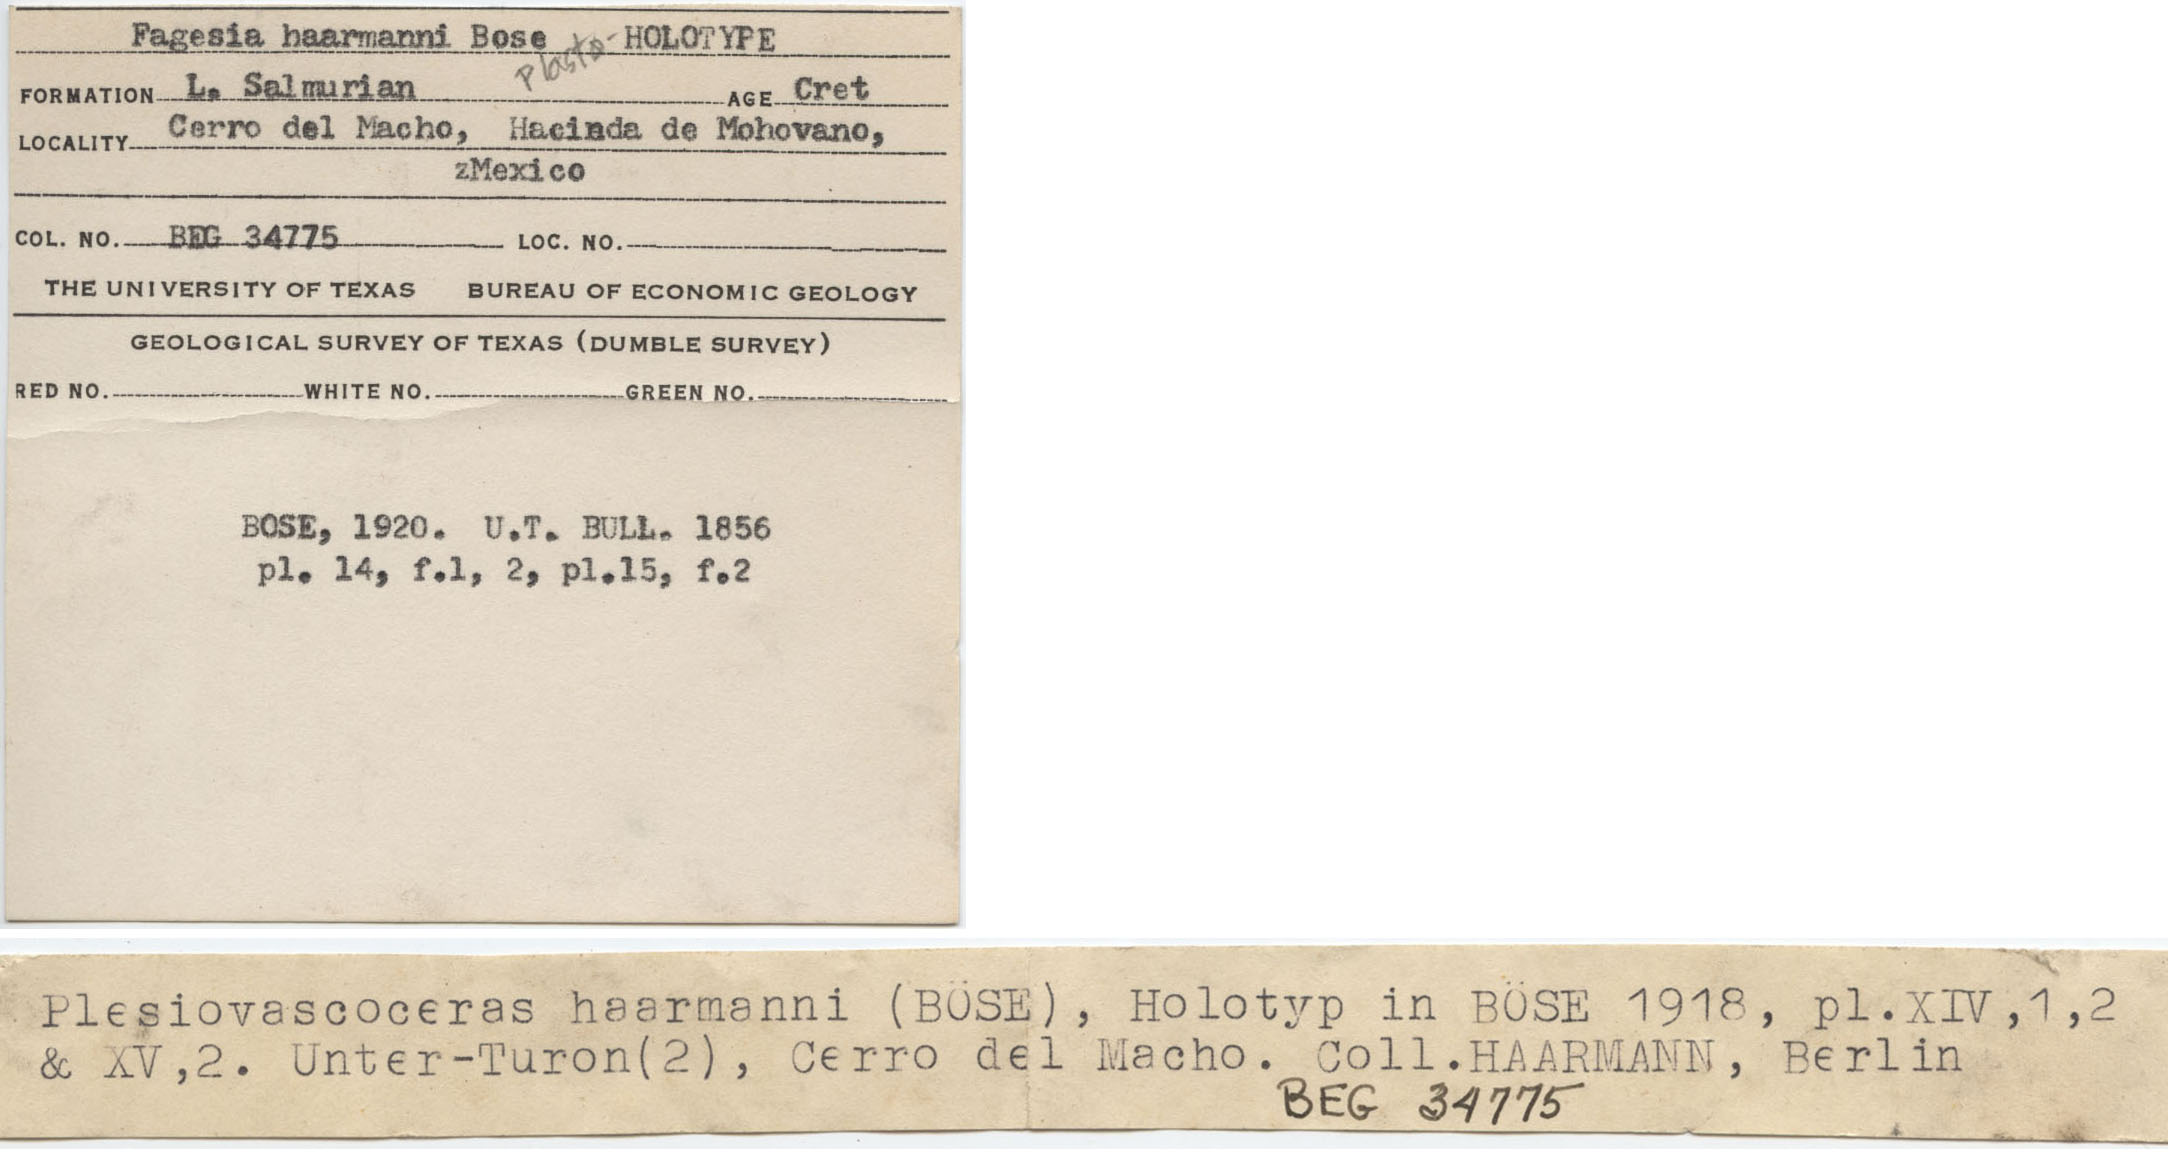 Fagesia haarmanni Bose plasto- HOLOTYPE
FORMATION L. Salmurian AGE Cret
LOCALITY Cerro del Macho, Hacinda de Mohovano,
zMexico
COL. NO. BEG 34775 LOC. NO.
THE UNIVERSITY OF TEXAS BUREAU OF ECONOMIC GEOLOGY
GEOLOGICAL SURVEY OF TEXAS (DUMBLE SURVEY)
RED NO. WHITE NO. GREEN NO.
BOSE, 1920. U.T. BULL. 1856
pl. 14, f.1, 2, pl.15, f.2
Plesiovascoceras haarmanni (BÖSE), Holotyp in BÖSE 1918, pl.XIV,1,2
& XV,2. Unter-Turon(2), Cerro del Macho. Coll.HAARMANN, Berlin
BEG 34775